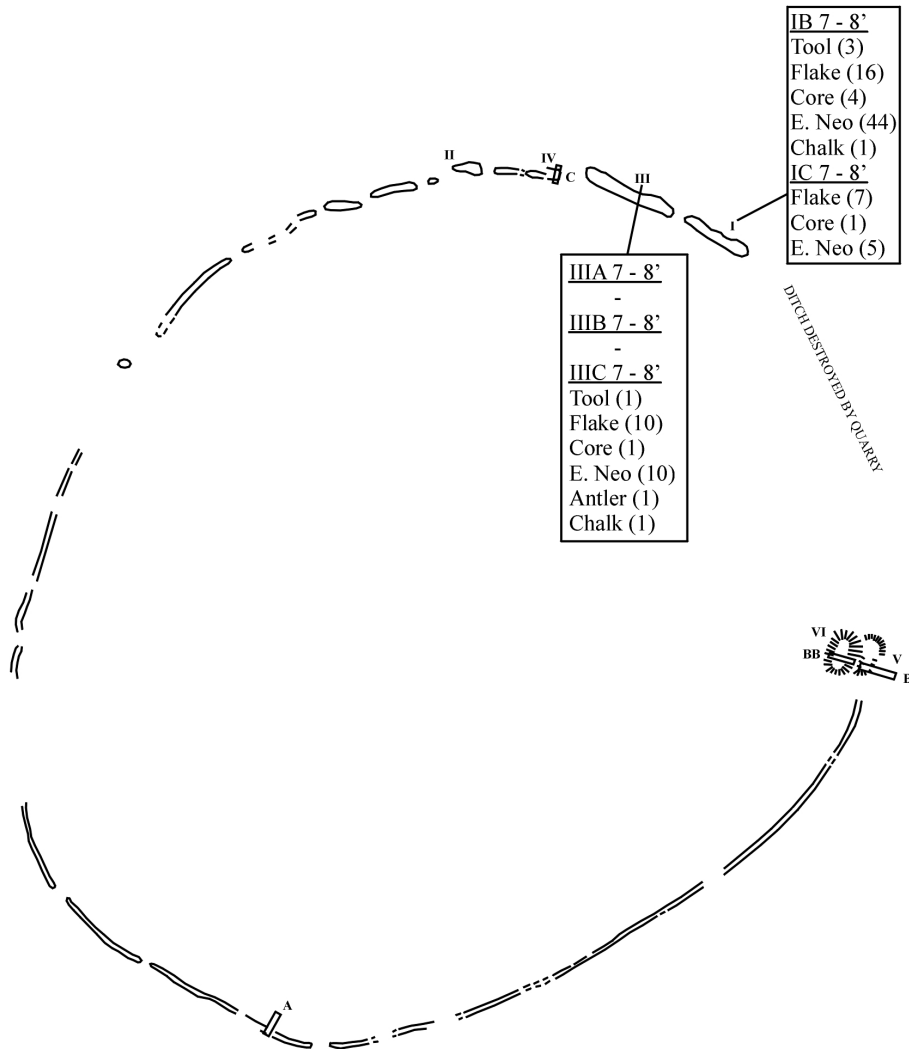 IB 7 - 8’
Tool (3)
Flake (16)
Core (4)
E. Neo (44)
Chalk (1)
IC 7 - 8’
Flake (7)
Core (1)
E. Neo (5)
II
IV
C
III
I
IIIA 7 - 8’
-
IIIB 7 - 8’
-
IIIC 7 - 8’
Tool (1)
Flake (10)
Core (1)
E. Neo (10)
Antler (1)
Chalk (1)
DITCH DESTROYED BY QUARRY
VI
BB
V
A